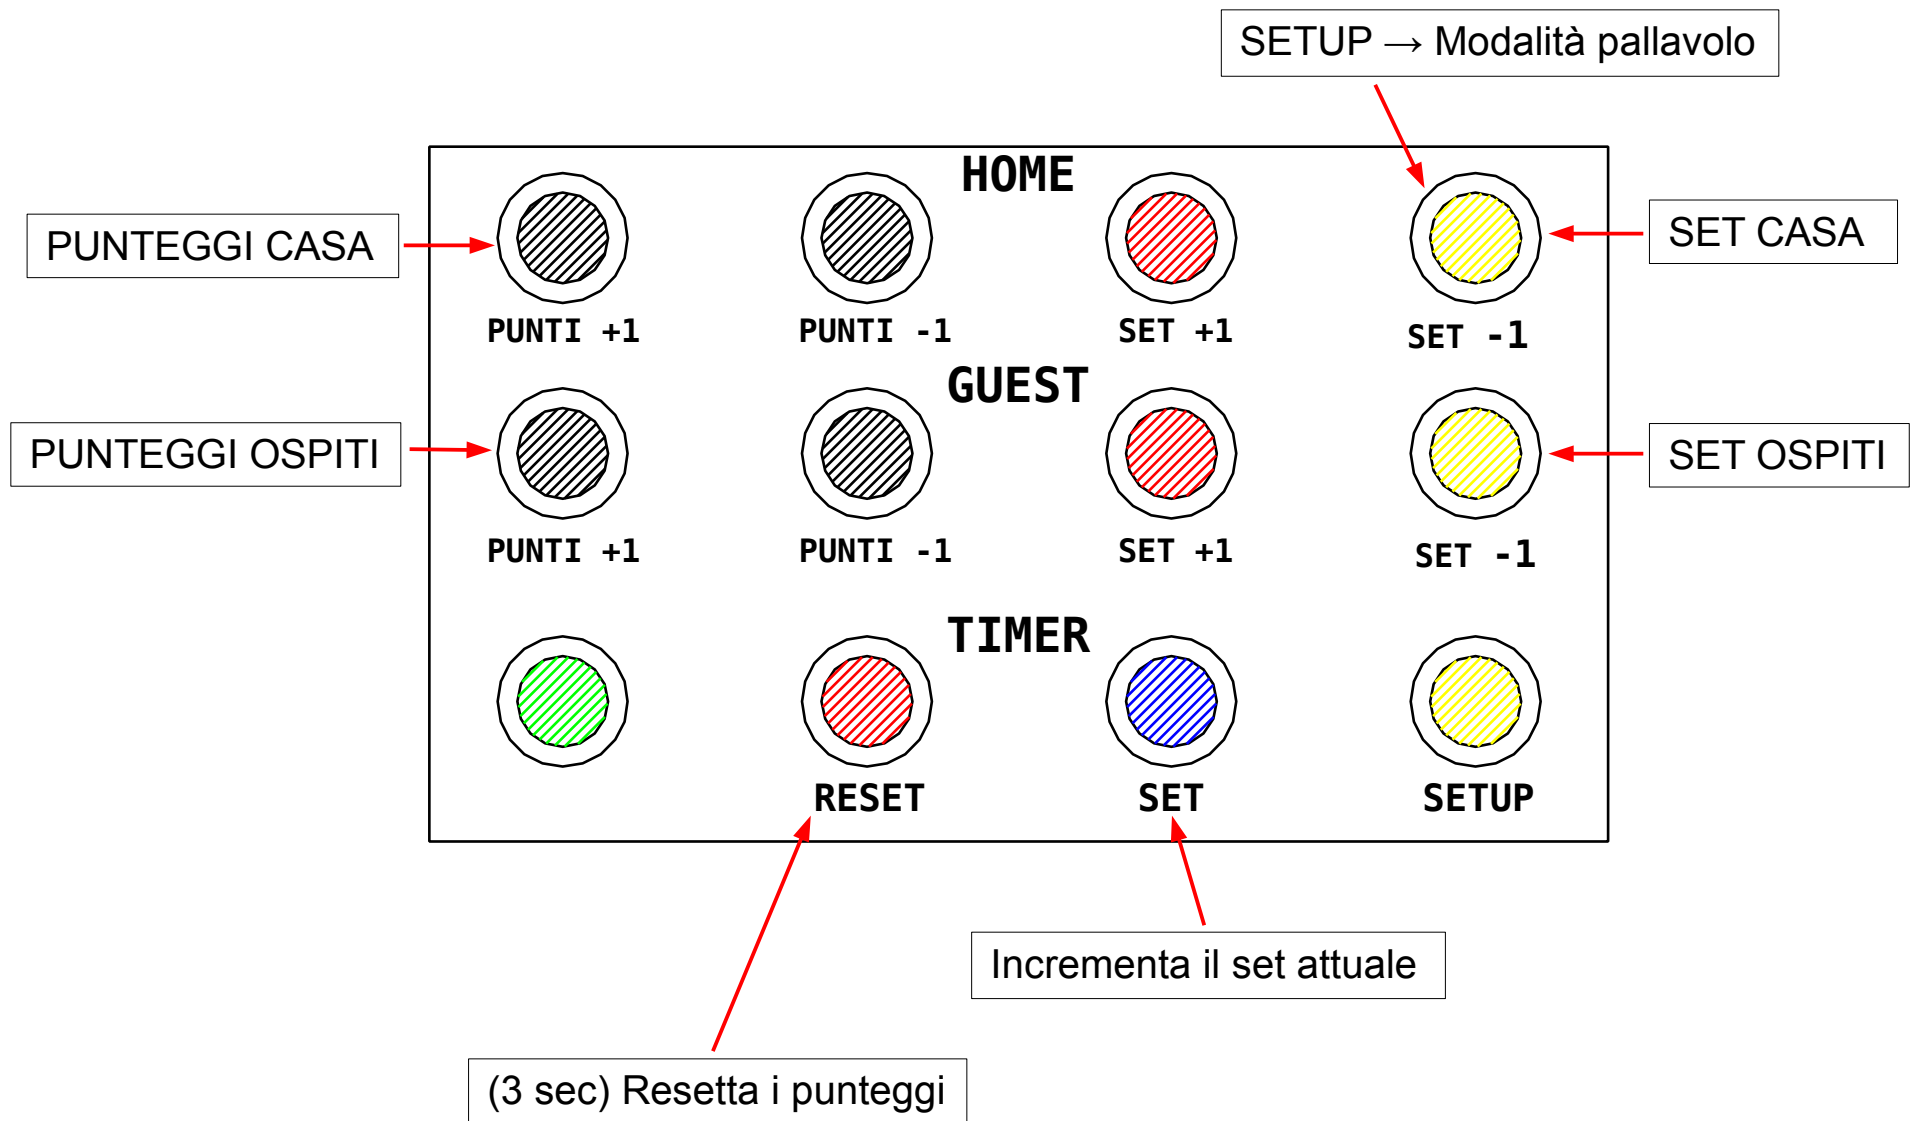 SETUP → Modalità pallavolo
HOME
PUNTEGGI CASA
SET CASA
PUNTI +1
PUNTI -1
SET +1
SET -1
GUEST
PUNTEGGI OSPITI
SET OSPITI
PUNTI +1
PUNTI -1
SET +1
SET -1
TIMER
RESET
SET
SETUP
Incrementa il set attuale
(3 sec) Resetta i punteggi